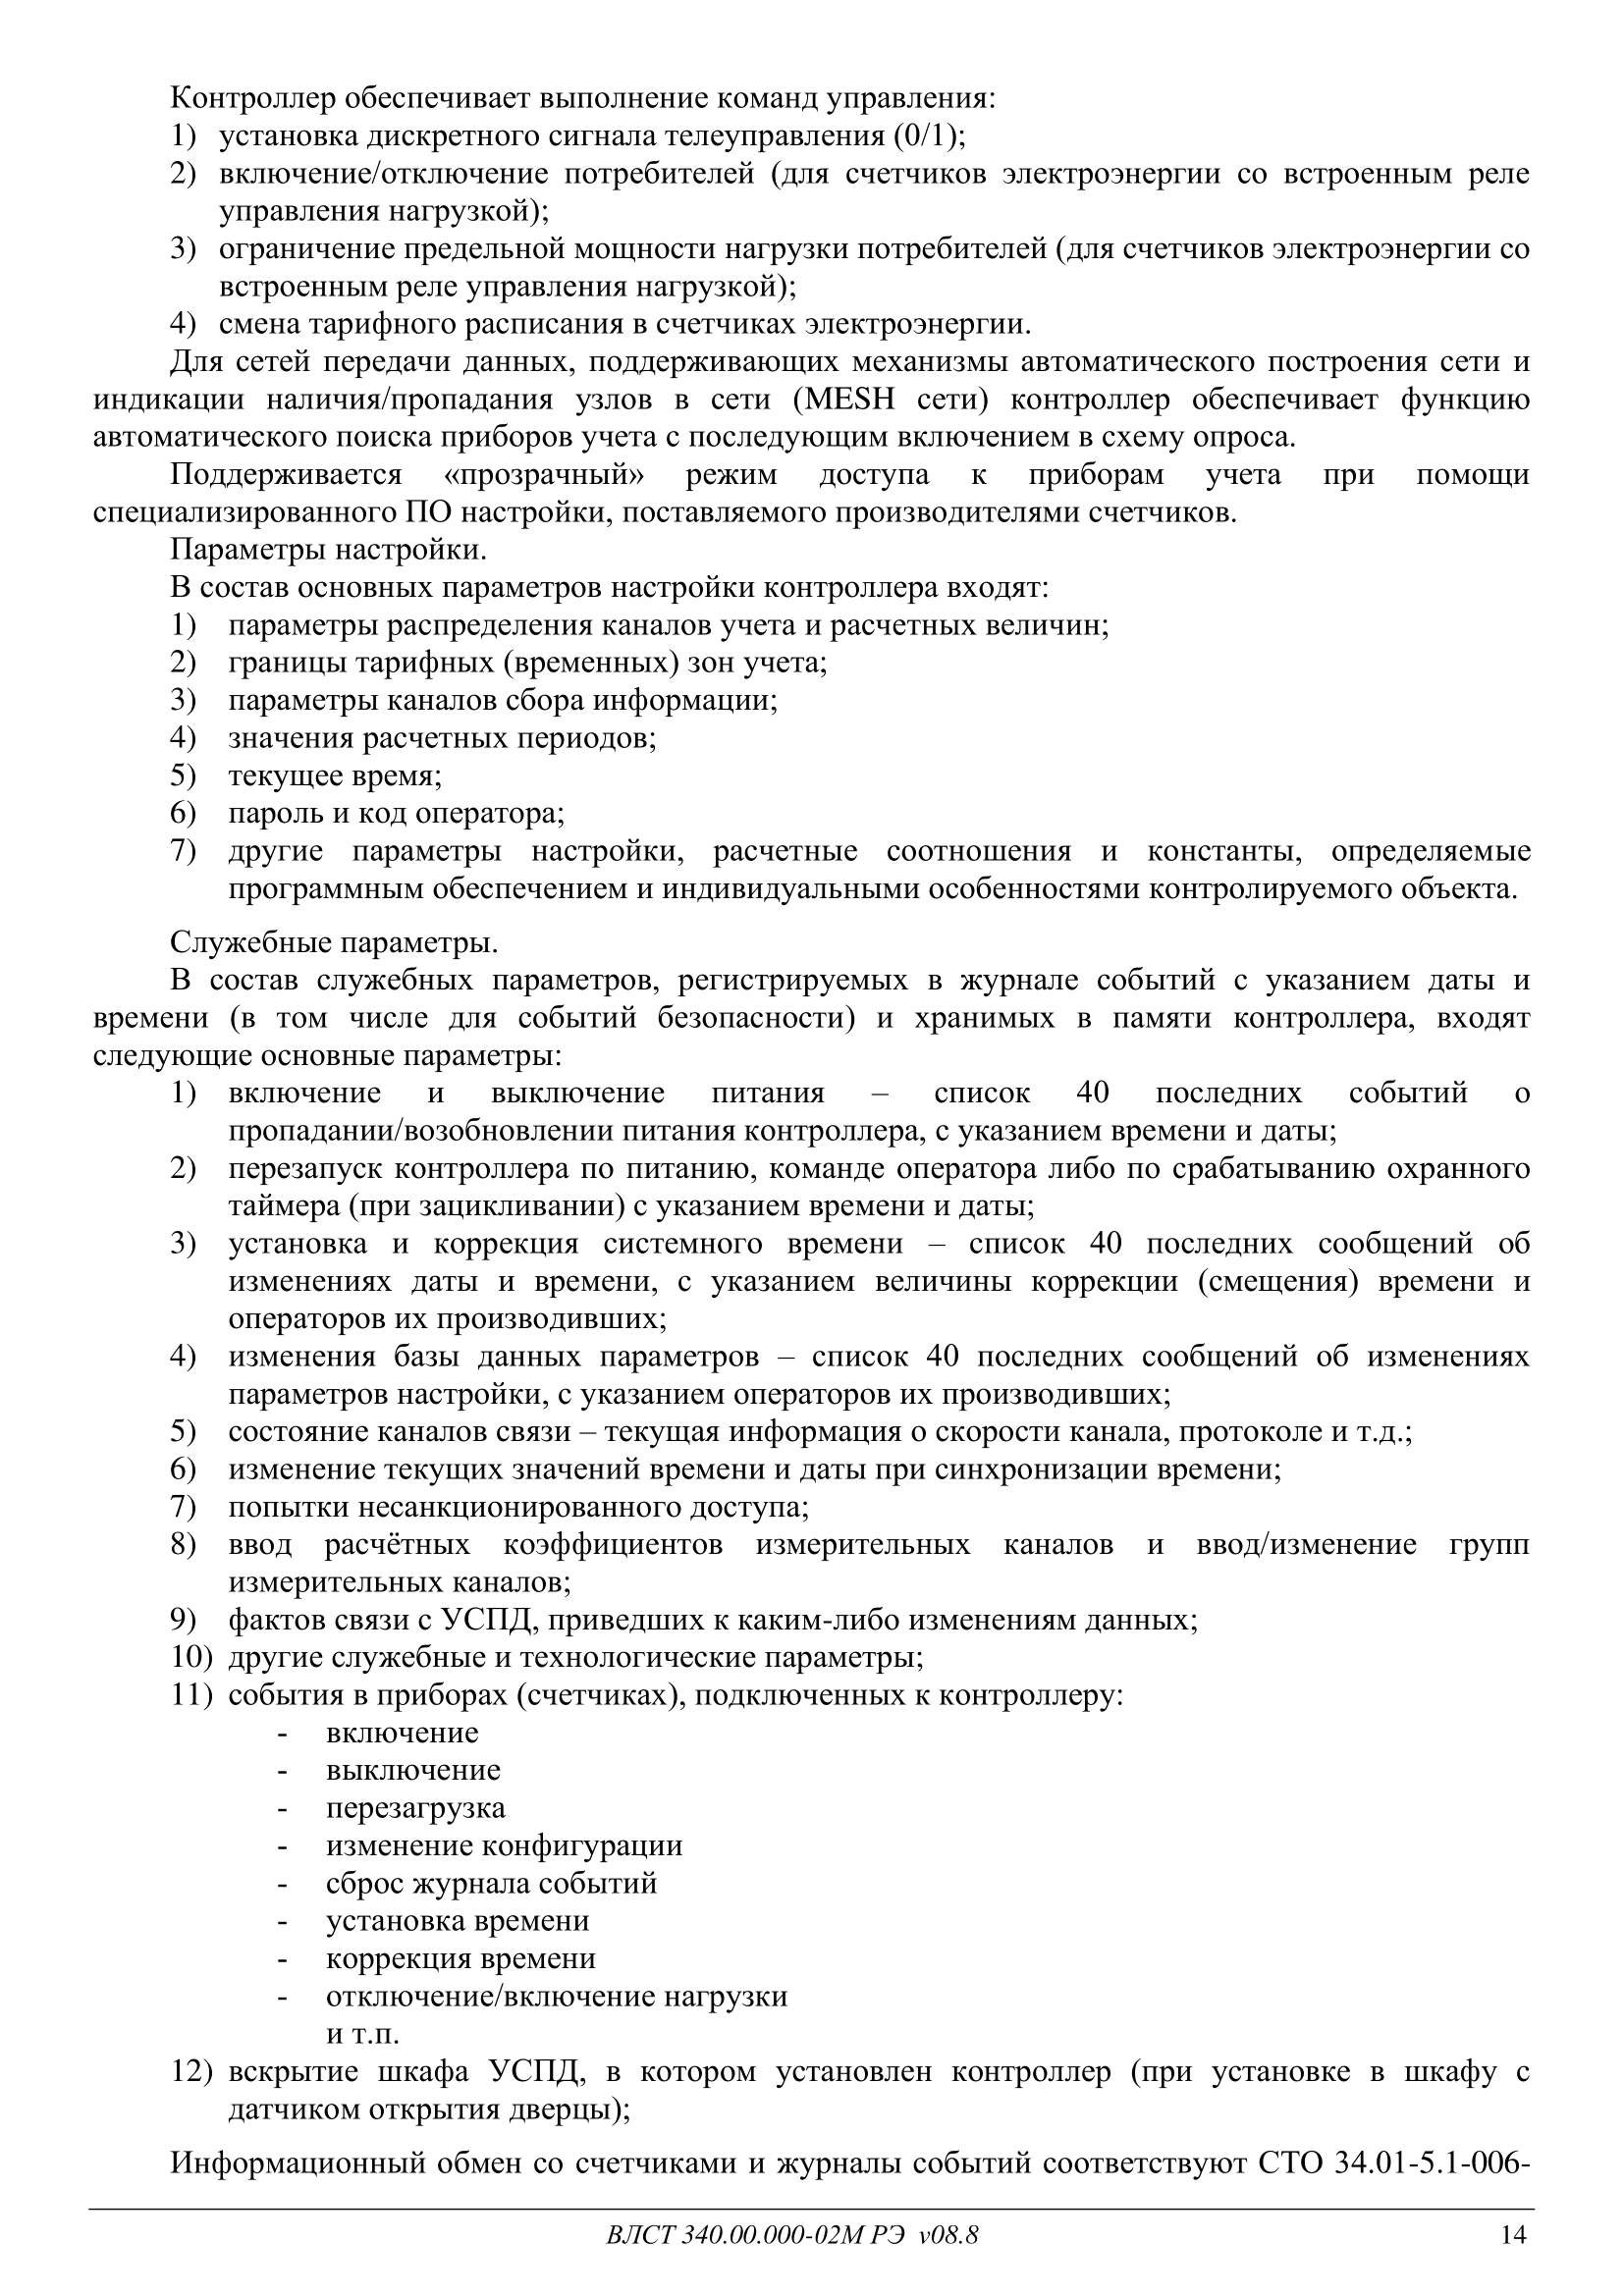 Контроллер обеспечивает выполнение команд управления:
1) установка дискретного сигнала телеуправления (0/1);
2) включение/отключение потребителей (для счетчиков электроэнергии со встроенным реле
управления нагрузкой);
3) ограничение предельной мощности нагрузки потребителей (для счетчиков электроэнергии со
встроенным реле управления нагрузкой);
4) смена тарифного расписания в счетчиках электроэнергии.
Для сетей передачи данных, поддерживающих механизмы автоматического построения сети и
индикации наличия/пропадания узлов в сети (MESH сети) контроллер обеспечивает функцию
автоматического поиска приборов учета с последующим включением в схему опроса.
Поддерживается «прозрачный» режим доступа к приборам учета при помощи
специализированного ПО настройки, поставляемого производителями счетчиков.
Параметры настройки.
В состав основных параметров настройки контроллера входят:
1) параметры распределения каналов учета и расчетных величин;
2) границы тарифных (временных) зон учета;
3) параметры каналов сбора информации;
4) значения расчетных периодов;
5) текущее время;
6) пароль и код оператора;
7) другие параметры настройки, расчетные соотношения и константы, определяемые
программным обеспечением и индивидуальными особенностями контролируемого объекта.
Служебные параметры.
В состав служебных параметров, регистрируемых в журнале событий с указанием даты и
времени (в том числе для событий безопасности) и хранимых в памяти контроллера, входят
следующие основные параметры:
1) включение и выключение питания – список 40 последних событий о
пропадании/возобновлении питания контроллера, с указанием времени и даты;
2) перезапуск контроллера по питанию, команде оператора либо по срабатыванию охранного
таймера (при зацикливании) с указанием времени и даты;
3) установка и коррекция системного времени – список 40 последних сообщений об
изменениях даты и времени, с указанием величины коррекции (смещения) времени и
операторов их производивших;
4) изменения базы данных параметров – список 40 последних сообщений об изменениях
параметров настройки, с указанием операторов их производивших;
5) состояние каналов связи – текущая информация о скорости канала, протоколе и т.д.;
6) изменение текущих значений времени и даты при синхронизации времени;
7) попытки несанкционированного доступа;
8) ввод расчётных коэффициентов измерительных каналов и ввод/изменение групп
измерительных каналов;
9) фактов связи с УСПД, приведших к каким-либо изменениям данных;
10) другие служебные и технологические параметры;
11) события в приборах (счетчиках), подключенных к контроллеру:
- включение
- выключение
- перезагрузка
- изменение конфигурации
- сброс журнала событий
- установка времени
- коррекция времени
- отключение/включение нагрузки
и т.п.
12) вскрытие шкафа УСПД, в котором установлен контроллер (при установке в шкафу с
датчиком открытия дверцы);
Информационный обмен со счетчиками и журналы событий соответствуют СТО 34.01-5.1-006-
ВЛСТ 340.00.000-02М РЭ v08.8 14